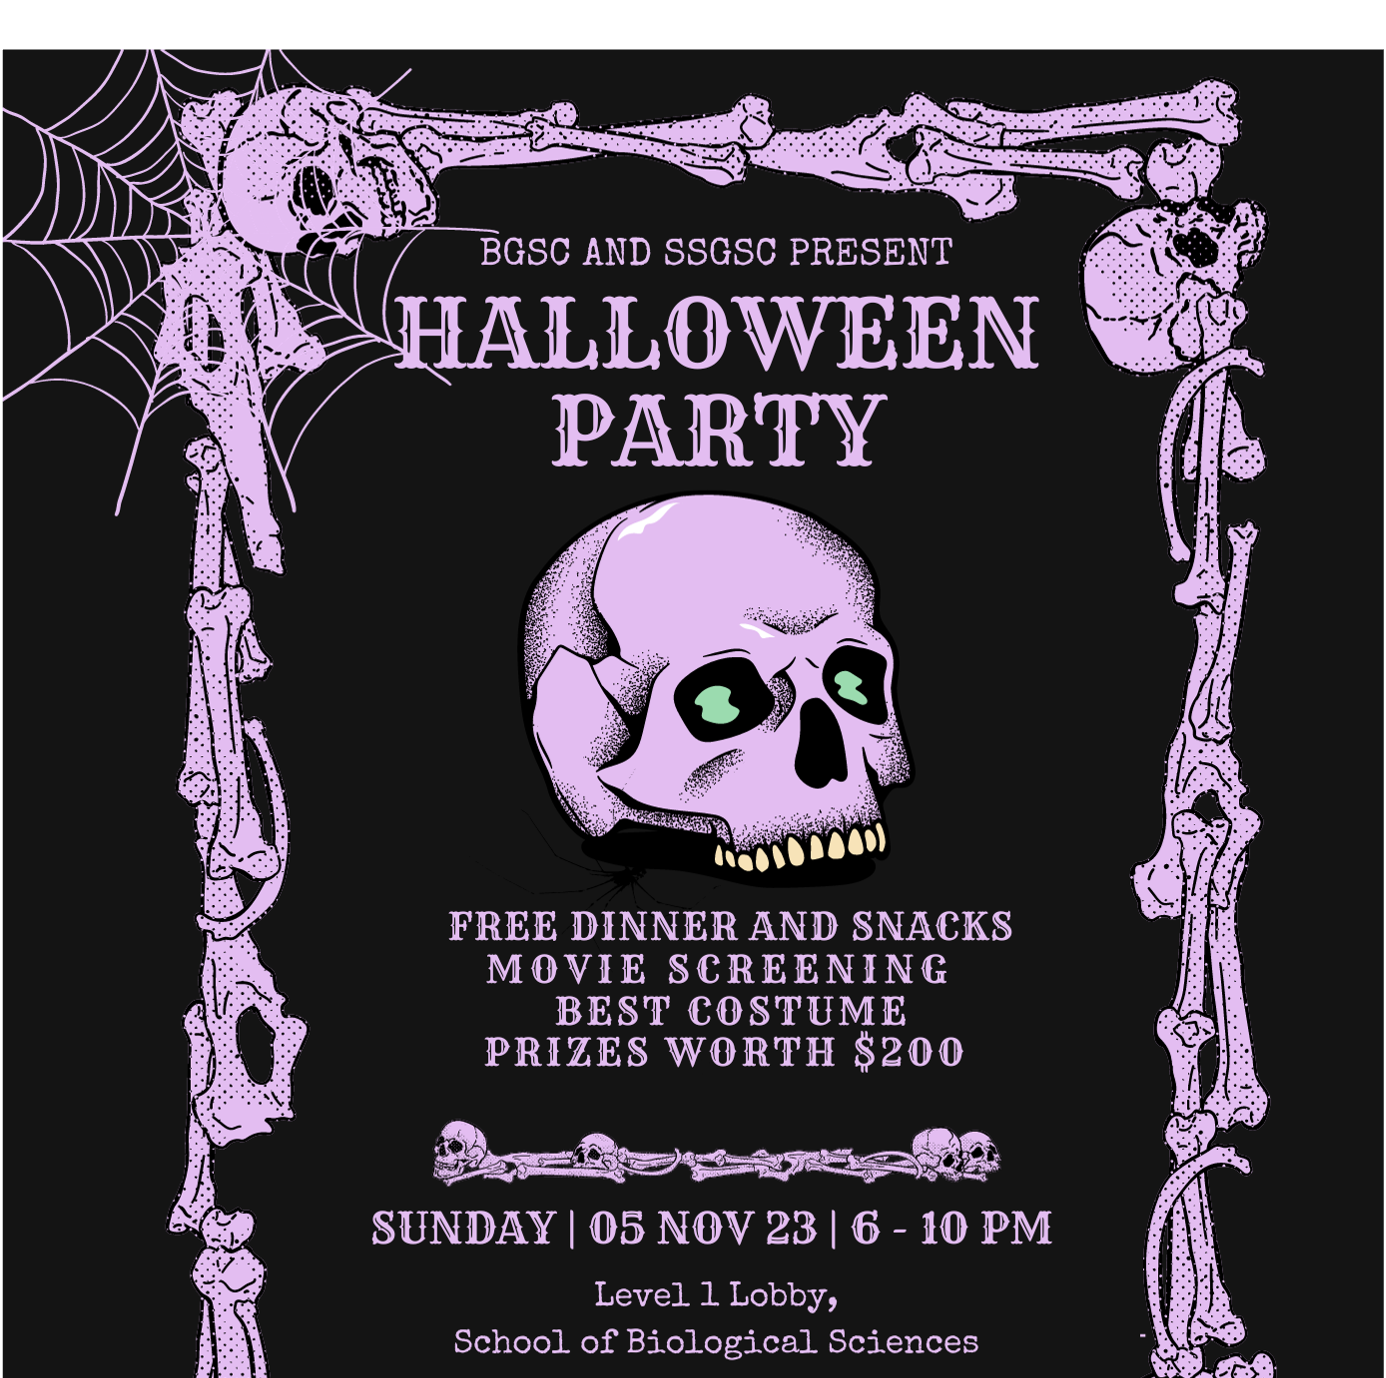 BGSC AND SSGSC PRESENT
HALLOWEEN
PARTY
FREE DINNER AND SNACKS
MOVIE SCREENING
BEST COSTUME
PRIZES WORTH $200
SUNDAY | 05 NOV 23 | 6 - 10 PM
Level 1 Lobby,
School of Biological Sciences